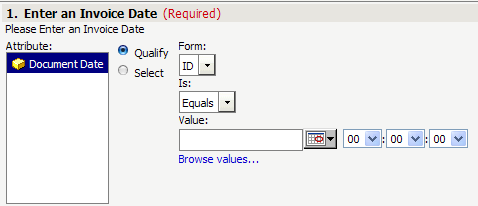 1. Enter an Invoice Date (Required)
Please Enter an Invoice Date
Attribute:
Document Date
Qualify
Select
Form:
ID
Is:
Equals
Value:
00 : 00 : 00
Browse values...